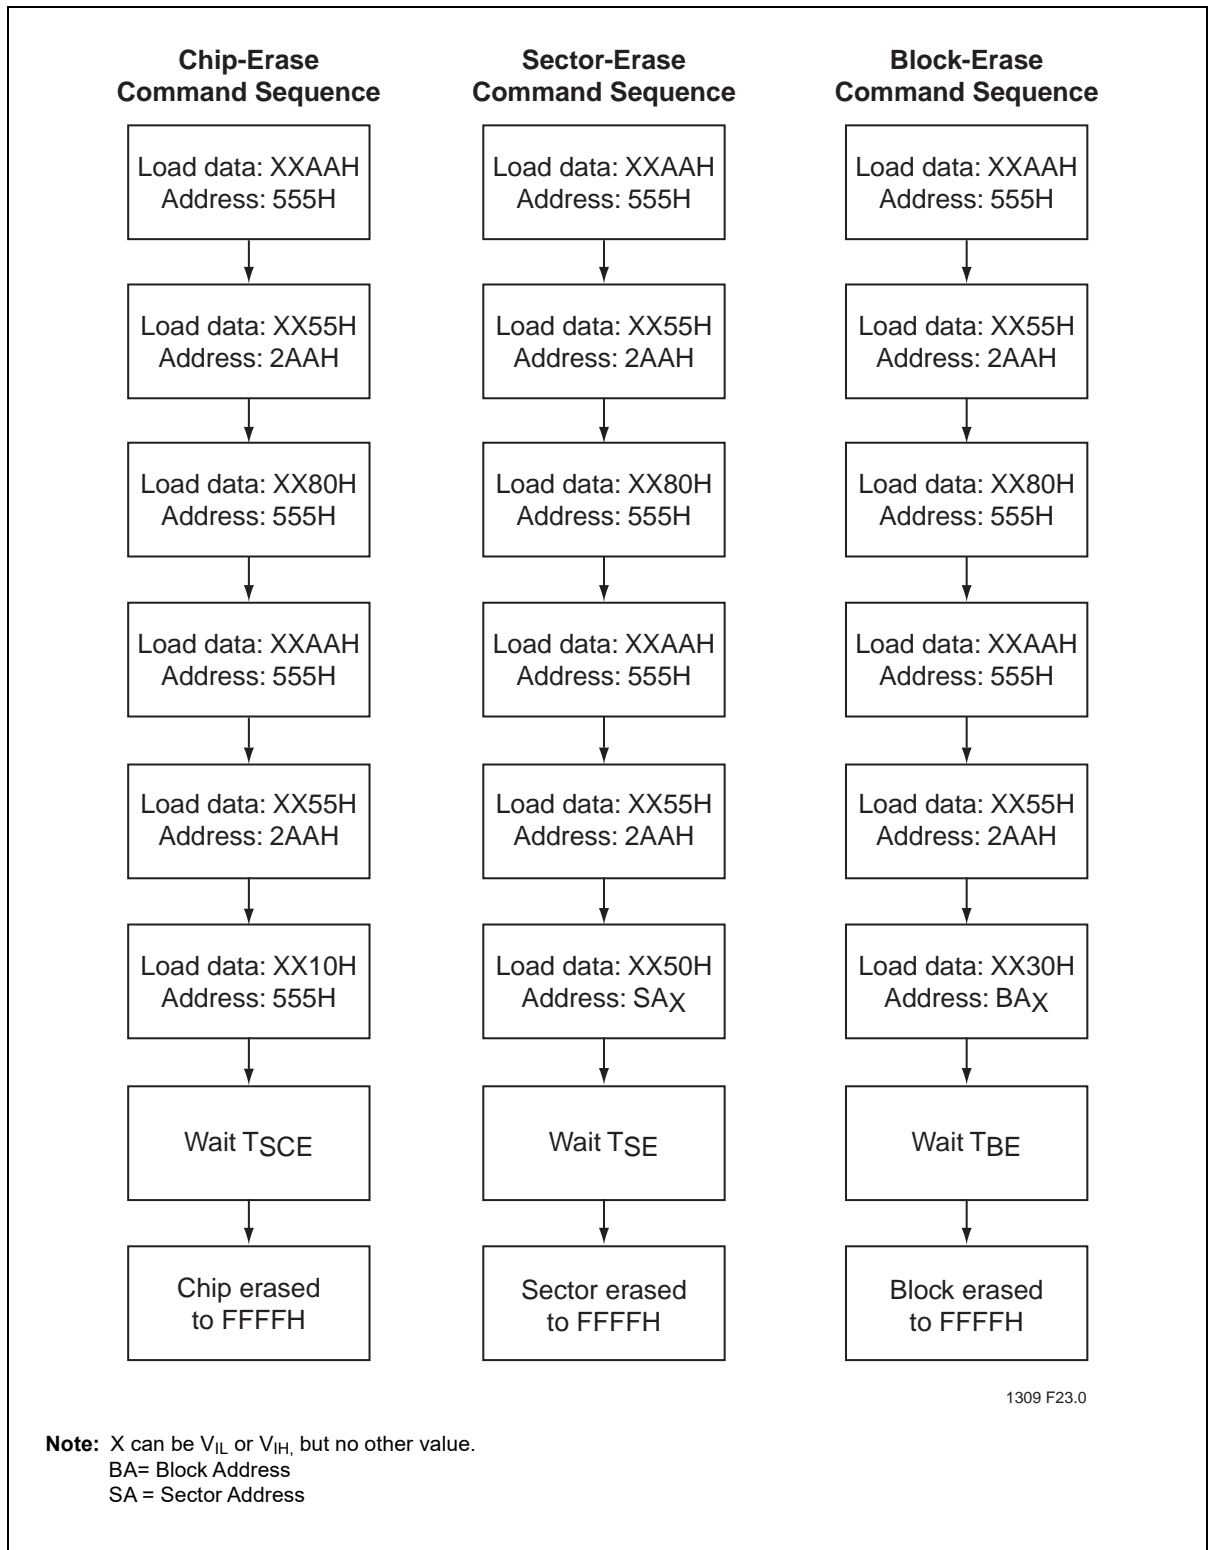 Chip-Erase
Command Sequence
Load data: XXAAH
Address: 555H
Load data: XX55H
Address: 2AAH
Load data: XX80H
Address: 555H
Load data: XXAAH
Address: 555H
Load data: XX55H
Address: 2AAH
Load data: XX10H
Address: 555H
Wait TSCE
Chip erased
to FFFFH
Sector-Erase
Command Sequence
Load data: XXAAH
Address: 555H
Load data: XX55H
Address: 2AAH
Load data: XX80H
Address: 555H
Load data: XXAAH
Address: 555H
Load data: XX55H
Address: 2AAH
Load data: XX50H
Address: SAX
Wait TSE
Sector erased
to FFFFH
Block-Erase
Command Sequence
Load data: XXAAH
Address: 555H
Load data: XX55H
Address: 2AAH
Load data: XX80H
Address: 555H
Load data: XXAAH
Address: 555H
Load data: XX55H
Address: 2AAH
Load data: XX30H
Address: BAX
Wait TBE
Block erased
to FFFFH
1309 F23.0
Note: X can be VIL or VIH, but no other value.
BA= Block Address
SA = Sector Address